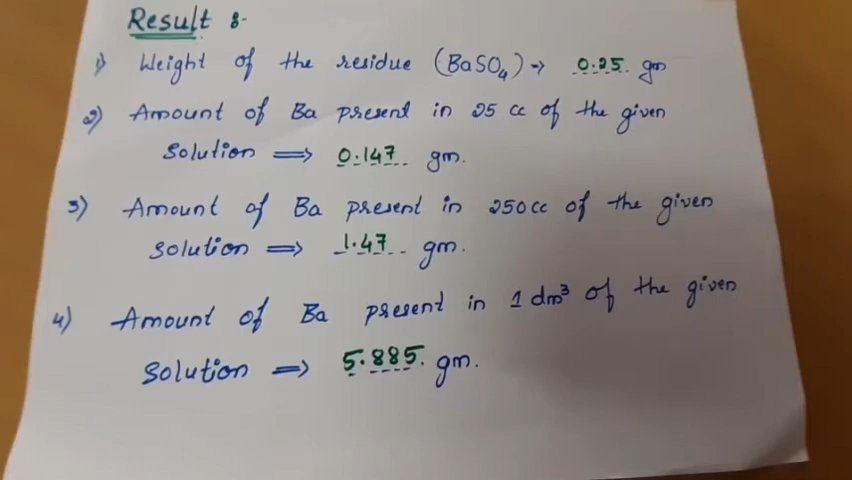 Result :-
1) Weight of the residue (BaSO₄) → 0.25 gm
2) Amount of Ba present in 25 cc of the given
solution ⇒ 0.147 gm.
3) Amount of Ba present in 250cc of the given
solution ⇒ 1.47 gm.
4) Amount of Ba present in 1 dm³ of the given
solution ⇒ 5.885 gm.